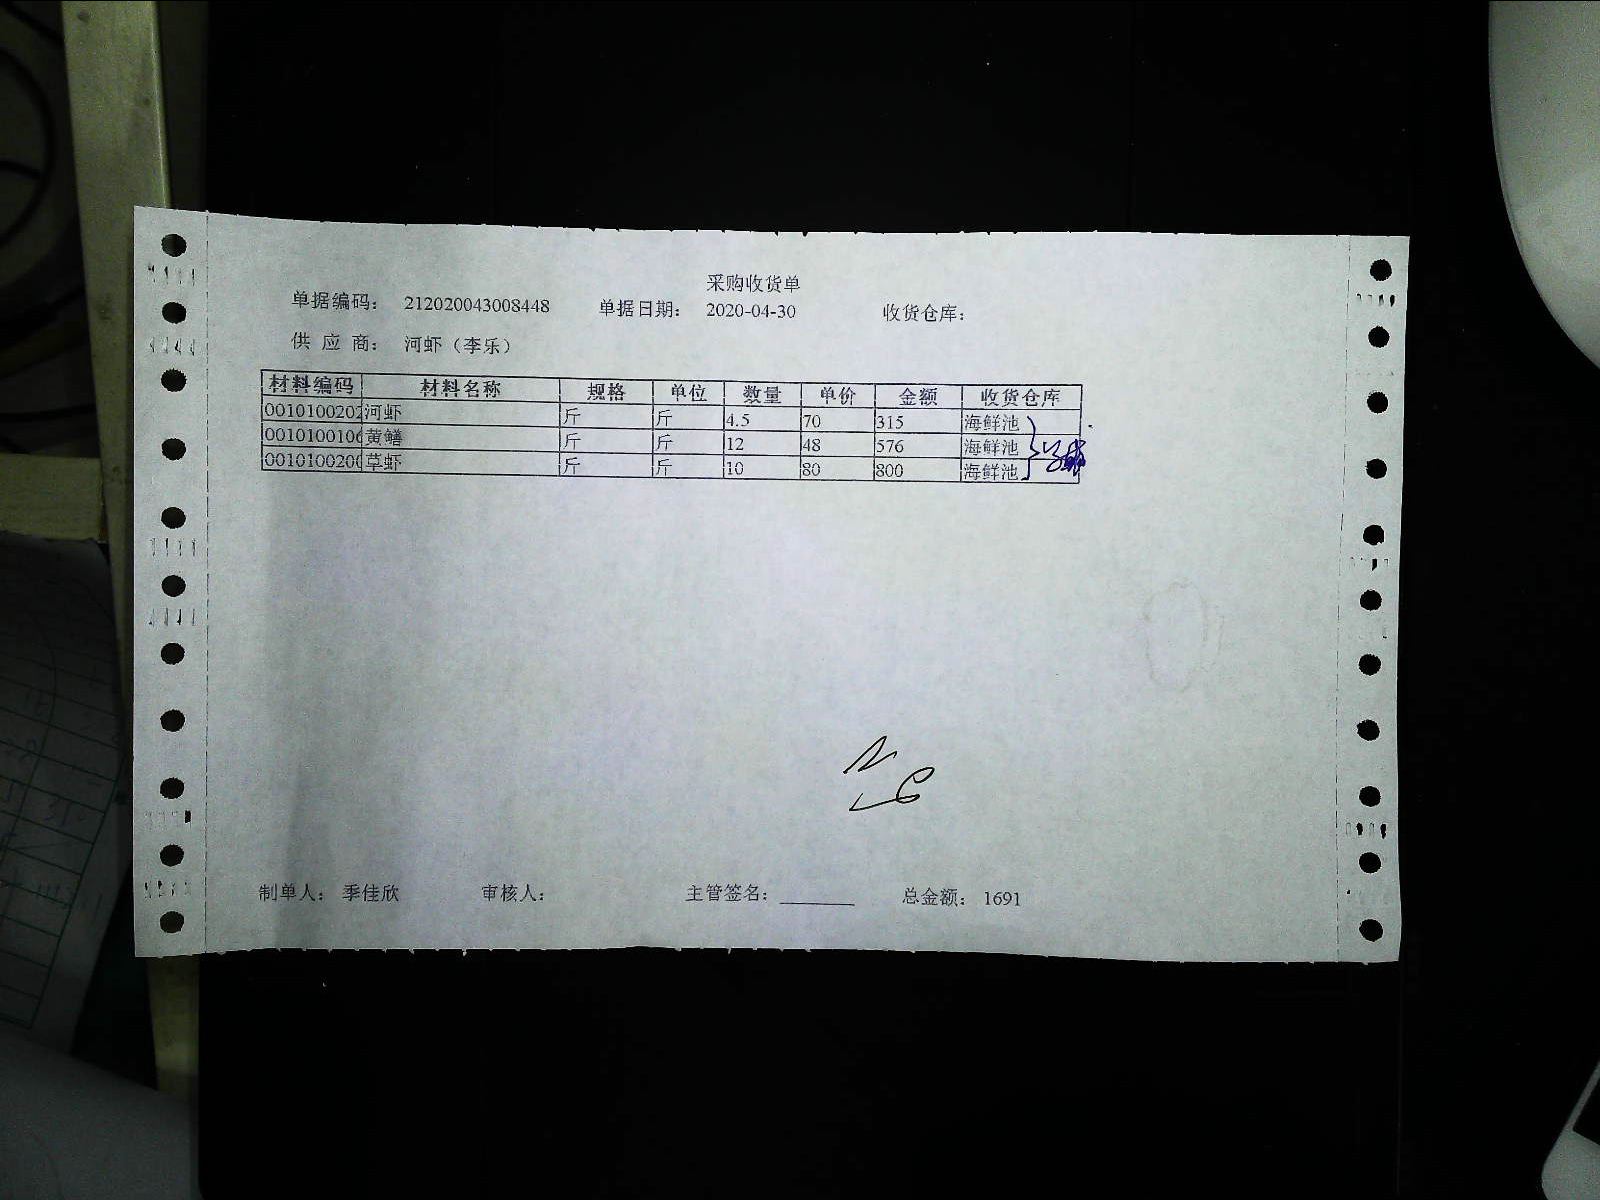 采购收货单
单据编码： 212020043008448 单据日期： 2020-04-30 收货仓库：
供 应 商： 河虾（李乐）
材料编码 材料名称 规格 单位 数量 单价 金额 收货仓库
0010100202 河虾 斤 斤 4.5 70 315 海鲜池
0010100106 黄鳝 斤 斤 12 48 576 海鲜池
0010100200 草虾 斤 斤 10 80 800 海鲜池
制单人： 季佳欣 审核人： 主管签名： 总金额： 1691